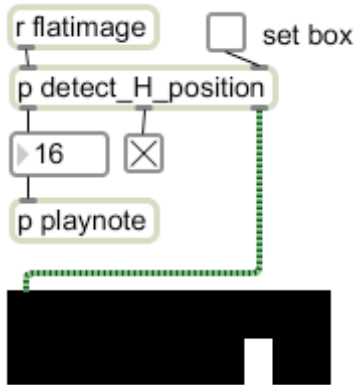 r flatimage
set box
p detect_H_position
16
p playnote